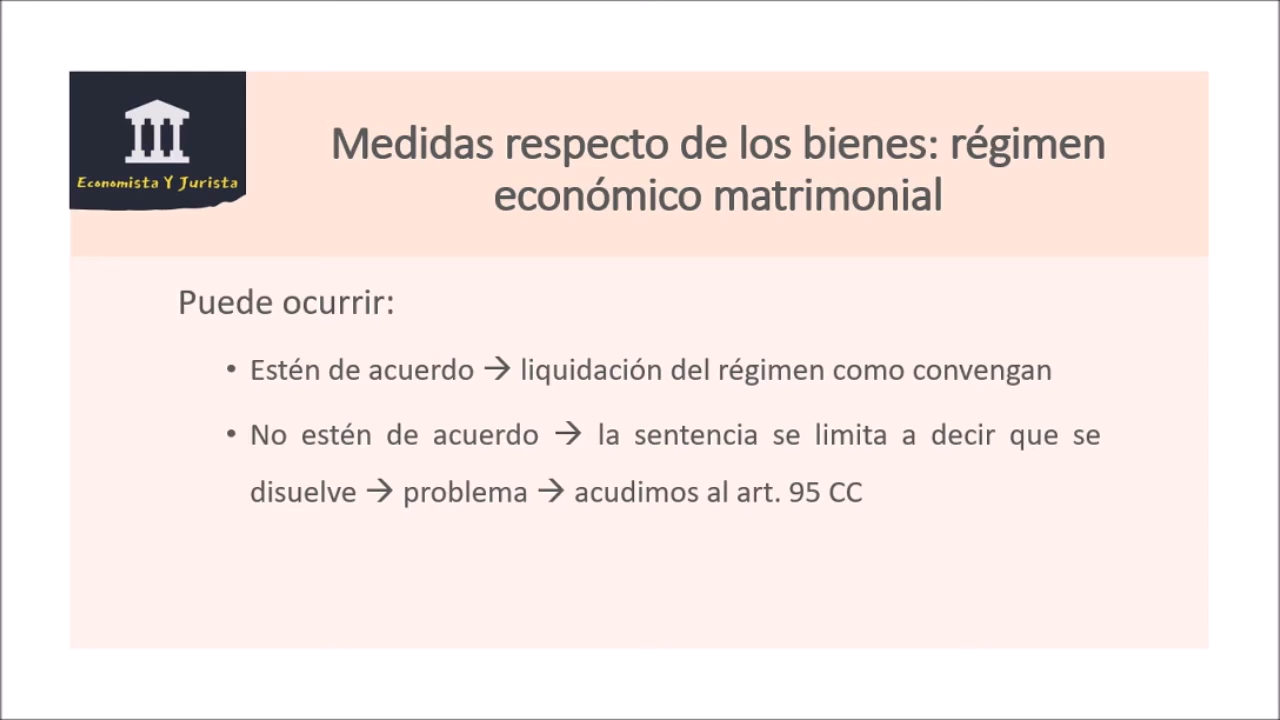 Economista Y Jurista
Medidas respecto de los bienes: régimen
económico matrimonial
Puede ocurrir:
• Estén de acuerdo → liquidación del régimen como convengan
• No estén de acuerdo → la sentencia se limita a decir que se
disuelve → problema → acudimos al art. 95 CC